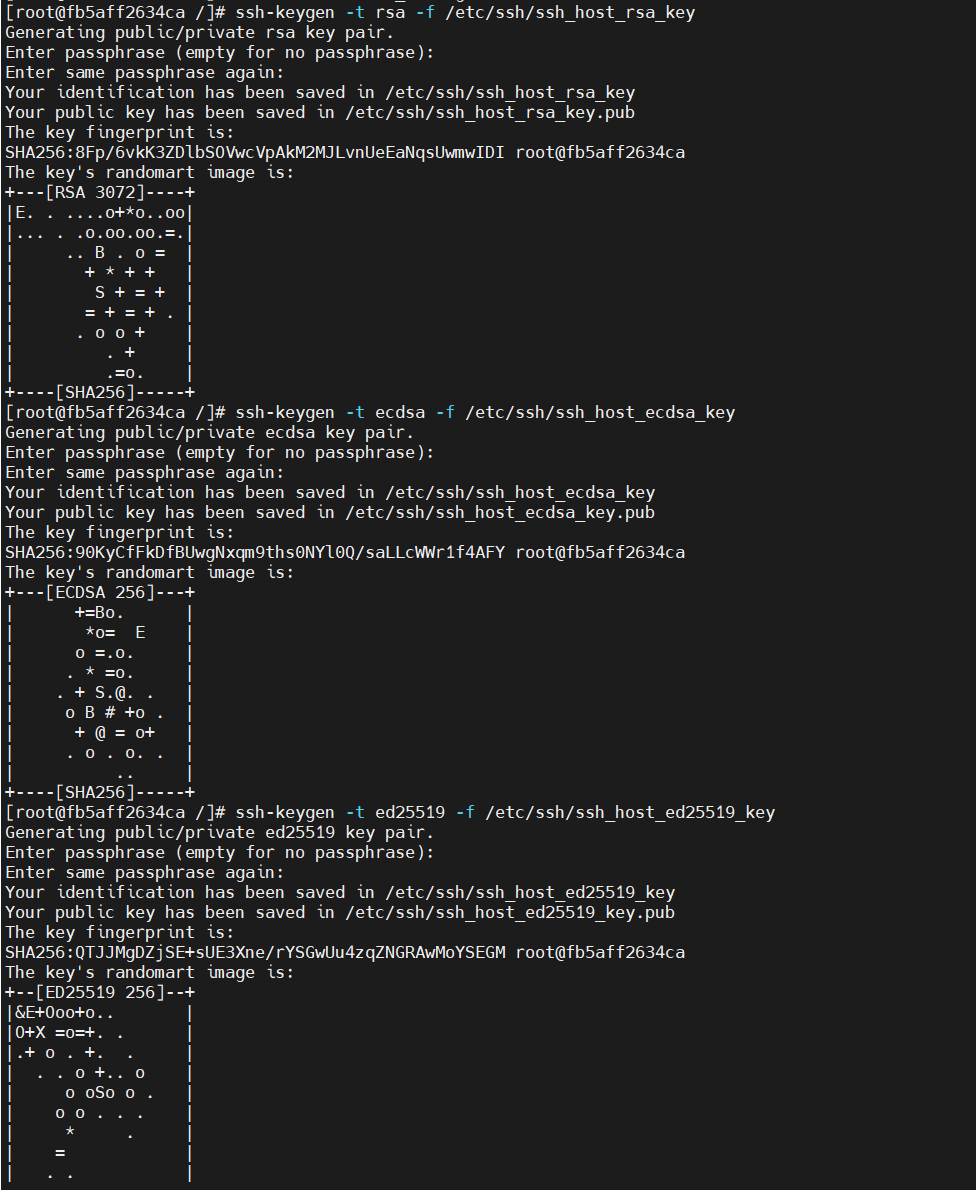 [root@fb5aff2634ca /]# ssh-keygen -t rsa -f /etc/ssh/ssh_host_rsa_key
Generating public/private rsa key pair.
Enter passphrase (empty for no passphrase):
Enter same passphrase again:
Your identification has been saved in /etc/ssh/ssh_host_rsa_key
Your public key has been saved in /etc/ssh/ssh_host_rsa_key.pub
The key fingerprint is:
SHA256:8Fp/6vkK3ZDlbSOVwcVpAkM2MJLvnUeEaNqsUwmwIDI root@fb5aff2634ca
The key's randomart image is:
+---[RSA 3072]----+
|E. . ....o+*o..oo|
|... . .o.oo.oo.=.|
|     .. B . o =  |
|       + * + +   |
|        S + = +  |
|       = + = + . |
|      . o o +    |
|         . +     |
|         .=o.    |
+----[SHA256]-----+
[root@fb5aff2634ca /]# ssh-keygen -t ecdsa -f /etc/ssh/ssh_host_ecdsa_key
Generating public/private ecdsa key pair.
Enter passphrase (empty for no passphrase):
Enter same passphrase again:
Your identification has been saved in /etc/ssh/ssh_host_ecdsa_key
Your public key has been saved in /etc/ssh/ssh_host_ecdsa_key.pub
The key fingerprint is:
SHA256:90KyCfFkDfBUwgNxqm9ths0NYl0Q/saLLcWWr1f4AFY root@fb5aff2634ca
The key's randomart image is:
+---[ECDSA 256]---+
|      +=Bo.      |
|       *o=  E    |
|      o =.o.     |
|     . * =o.     |
|    . + S.@. .   |
|     o B # +o .  |
|      + @ = o+   |
|     . o . o. .  |
|          ..     |
+----[SHA256]-----+
[root@fb5aff2634ca /]# ssh-keygen -t ed25519 -f /etc/ssh/ssh_host_ed25519_key
Generating public/private ed25519 key pair.
Enter passphrase (empty for no passphrase):
Enter same passphrase again:
Your identification has been saved in /etc/ssh/ssh_host_ed25519_key
Your public key has been saved in /etc/ssh/ssh_host_ed25519_key.pub
The key fingerprint is:
SHA256:QTJJMgDZjSE+sUE3Xne/rYSGwUu4zqZNGRAwMoYSEGM root@fb5aff2634ca
The key's randomart image is:
+--[ED25519 256]--+
|&E+Ooo+o..       |
|O+X =o=+. .      |
|.+ o . +.  .     |
|  . . o +.. o    |
|     o oSo o .   |
|    o o . . .    |
|     *     .     |
|    =            |
|   . .           |